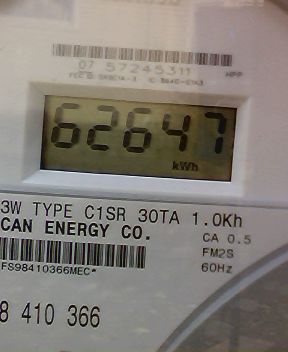 07 57245311
HPP
62647
kWh
3W TYPE C1SR 30TA 1.0Kh
CAN ENERGY CO.
CA 0.5
FM2S
60Hz
FS98410366MEC*
8 410 366